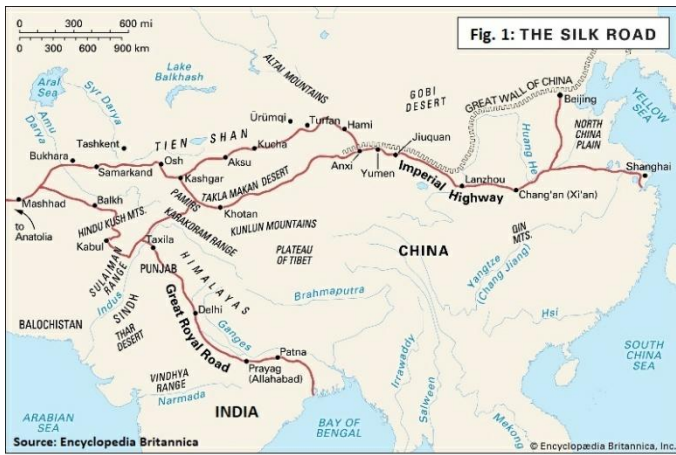 0 300 600 mi
0 300 600 900 km
Fig. 1: THE SILK ROAD
Aral Sea
Syr Darya
Lake Balkhash
ALTAI MOUNTAINS
GOBI DESERT
GREAT WALL OF CHINA
Beijing
YELLOW SEA
Amu Darya
Ürümqi
Turfan
Hami
Tashkent
TIEN SHAN
Kucha
Jiuquan
Huang He
NORTH CHINA PLAIN
Bukhara
Samarkand
Osh
Aksu
Anxi
Yumen
Imperial Highway
Lanzhou
Shanghai
Kashgar
TAKLA MAKAN DESERT
Chang'an (Xi'an)
Mashhad
Balkh
PAMIRS
Khotan
to Anatolia
HINDU KUSH MTS.
KARAKORAM RANGE
KUNLUN MOUNTAINS
Kabul
Taxila
PLATEAU OF TIBET
CHINA
QIN MTS.
SULAIMAN RANGE
PUNJAB
HIMALAYAS
Yangtze (Chang Jiang)
Indus
SINDH
Brahmaputra
BALOCHISTAN
THAR DESERT
Delhi
Great Royal Road
Ganges
Hsi
Patna
Prayag (Allahabad)
VINDHYA RANGE
Narmada
Irrawaddy
Salween
SOUTH CHINA SEA
INDIA
ARABIAN SEA
BAY OF BENGAL
Mekong
Source: Encyclopedia Britannica
© Encyclopædia Britannica, Inc.